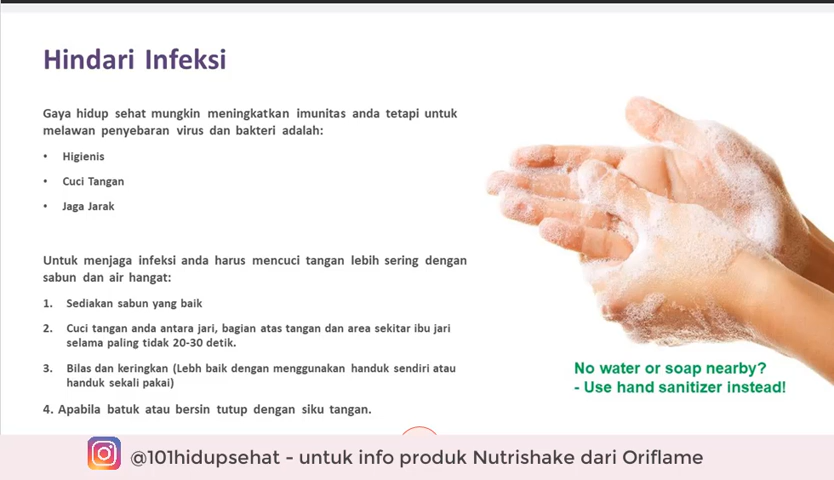 Hindari Infeksi
Gaya hidup sehat mungkin meningkatkan imunitas anda tetapi untuk
melawan penyebaran virus dan bakteri adalah:
• Higienis
• Cuci Tangan
• Jaga Jarak
Untuk menjaga infeksi anda harus mencuci tangan lebih sering dengan
sabun dan air hangat:
1. Sediakan sabun yang baik
2. Cuci tangan anda antara jari, bagian atas tangan dan area sekitar ibu jari
selama paling tidak 20-30 detik.
3. Bilas dan keringkan (Lebh baik dengan menggunakan handuk sendiri atau
handuk sekali pakai)
4. Apabila batuk atau bersin tutup dengan siku tangan.
No water or soap nearby?
- Use hand sanitizer instead!
@101hidupsehat - untuk info produk Nutrishake dari Oriflame